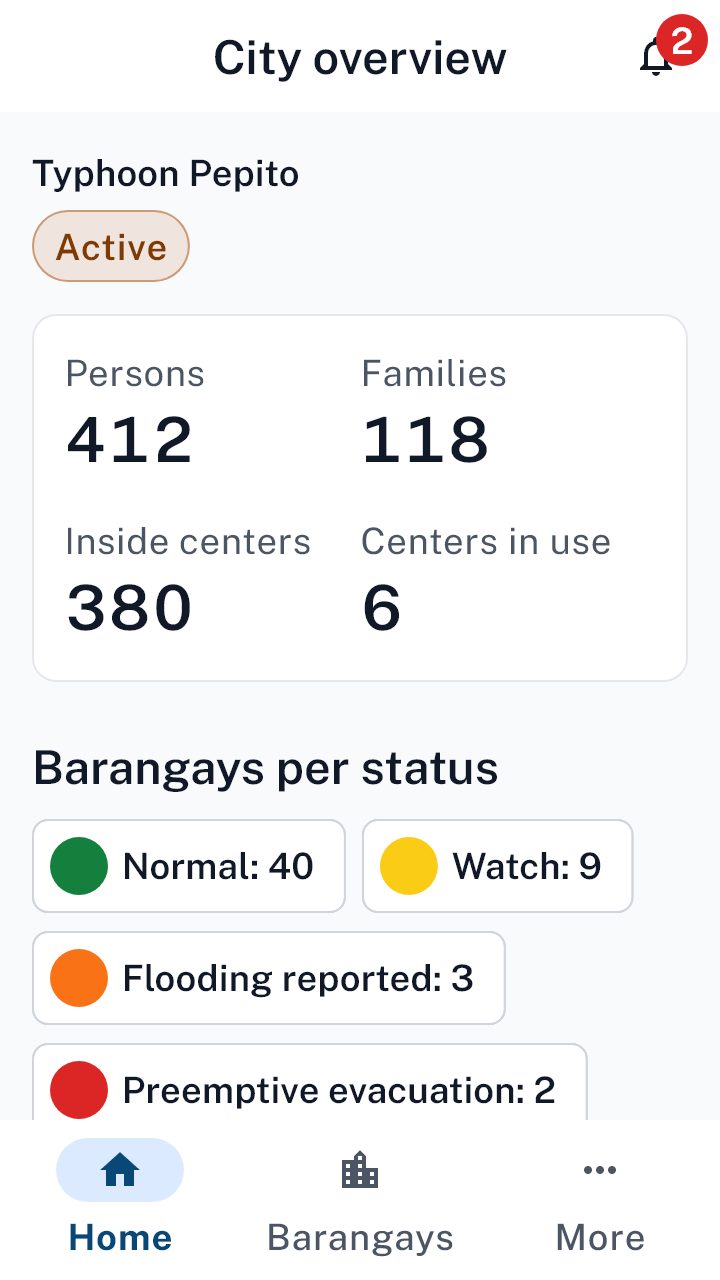 City overview
2
Typhoon Pepito
Active
Persons
Families
412
118
Inside centers
Centers in use
380
6
Barangays per status
Normal: 40
Watch: 9
Flooding reported: 3
Preemptive evacuation: 2
Home
Barangays
More